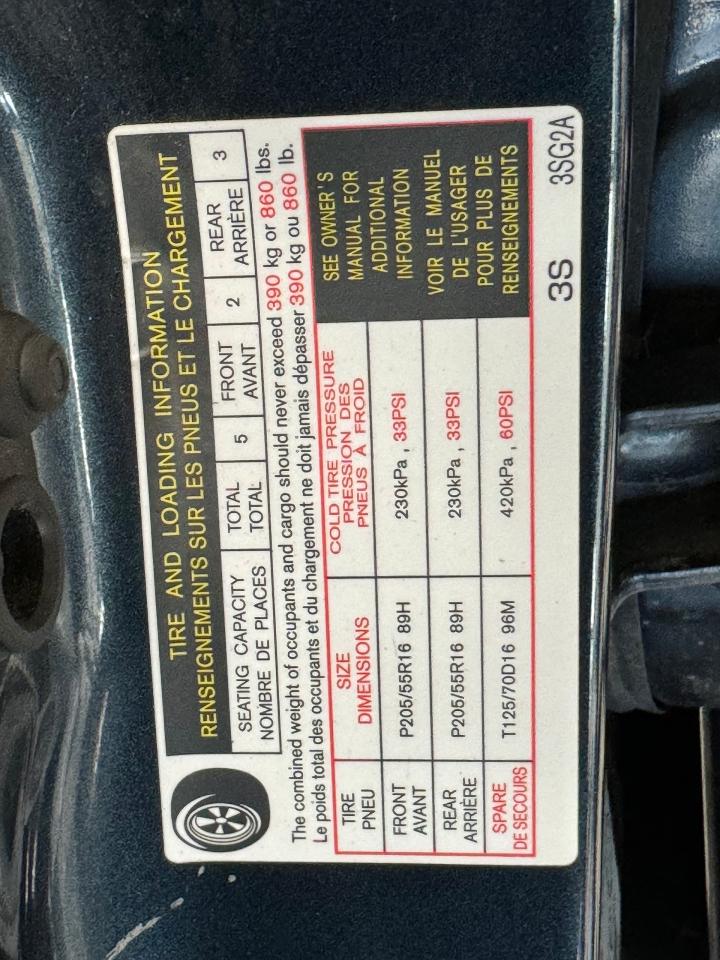 TIRE AND LOADING INFORMATION
RENSEIGNEMENTS SUR LES PNEUS ET LE CHARGEMENT
SEATING CAPACITY TOTAL 5 FRONT 2 REAR 3
NOMBRE DE PLACES TOTAL AVANT ARRIÈRE
The combined weight of occupants and cargo should never exceed 390 kg or 860 lbs.
Le poids total des occupants et du chargement ne doit jamais dépasser 390 kg ou 860 lb.
TIRE
PNEU
SIZE
DIMENSIONS
COLD TIRE PRESSURE
PRESSION DES
PNEUS À FROID
FRONT
AVANT
P205/55R16 89H
230kPa , 33PSI
REAR
ARRIÈRE
P205/55R16 89H
230kPa , 33PSI
SPARE
DE SECOURS
T125/70D16 96M
420kPa , 60PSI
SEE OWNER'S
MANUAL FOR
ADDITIONAL
INFORMATION
VOIR LE MANUEL
DE L'USAGER
POUR PLUS DE
RENSEIGNEMENTS
3S 3SG2A